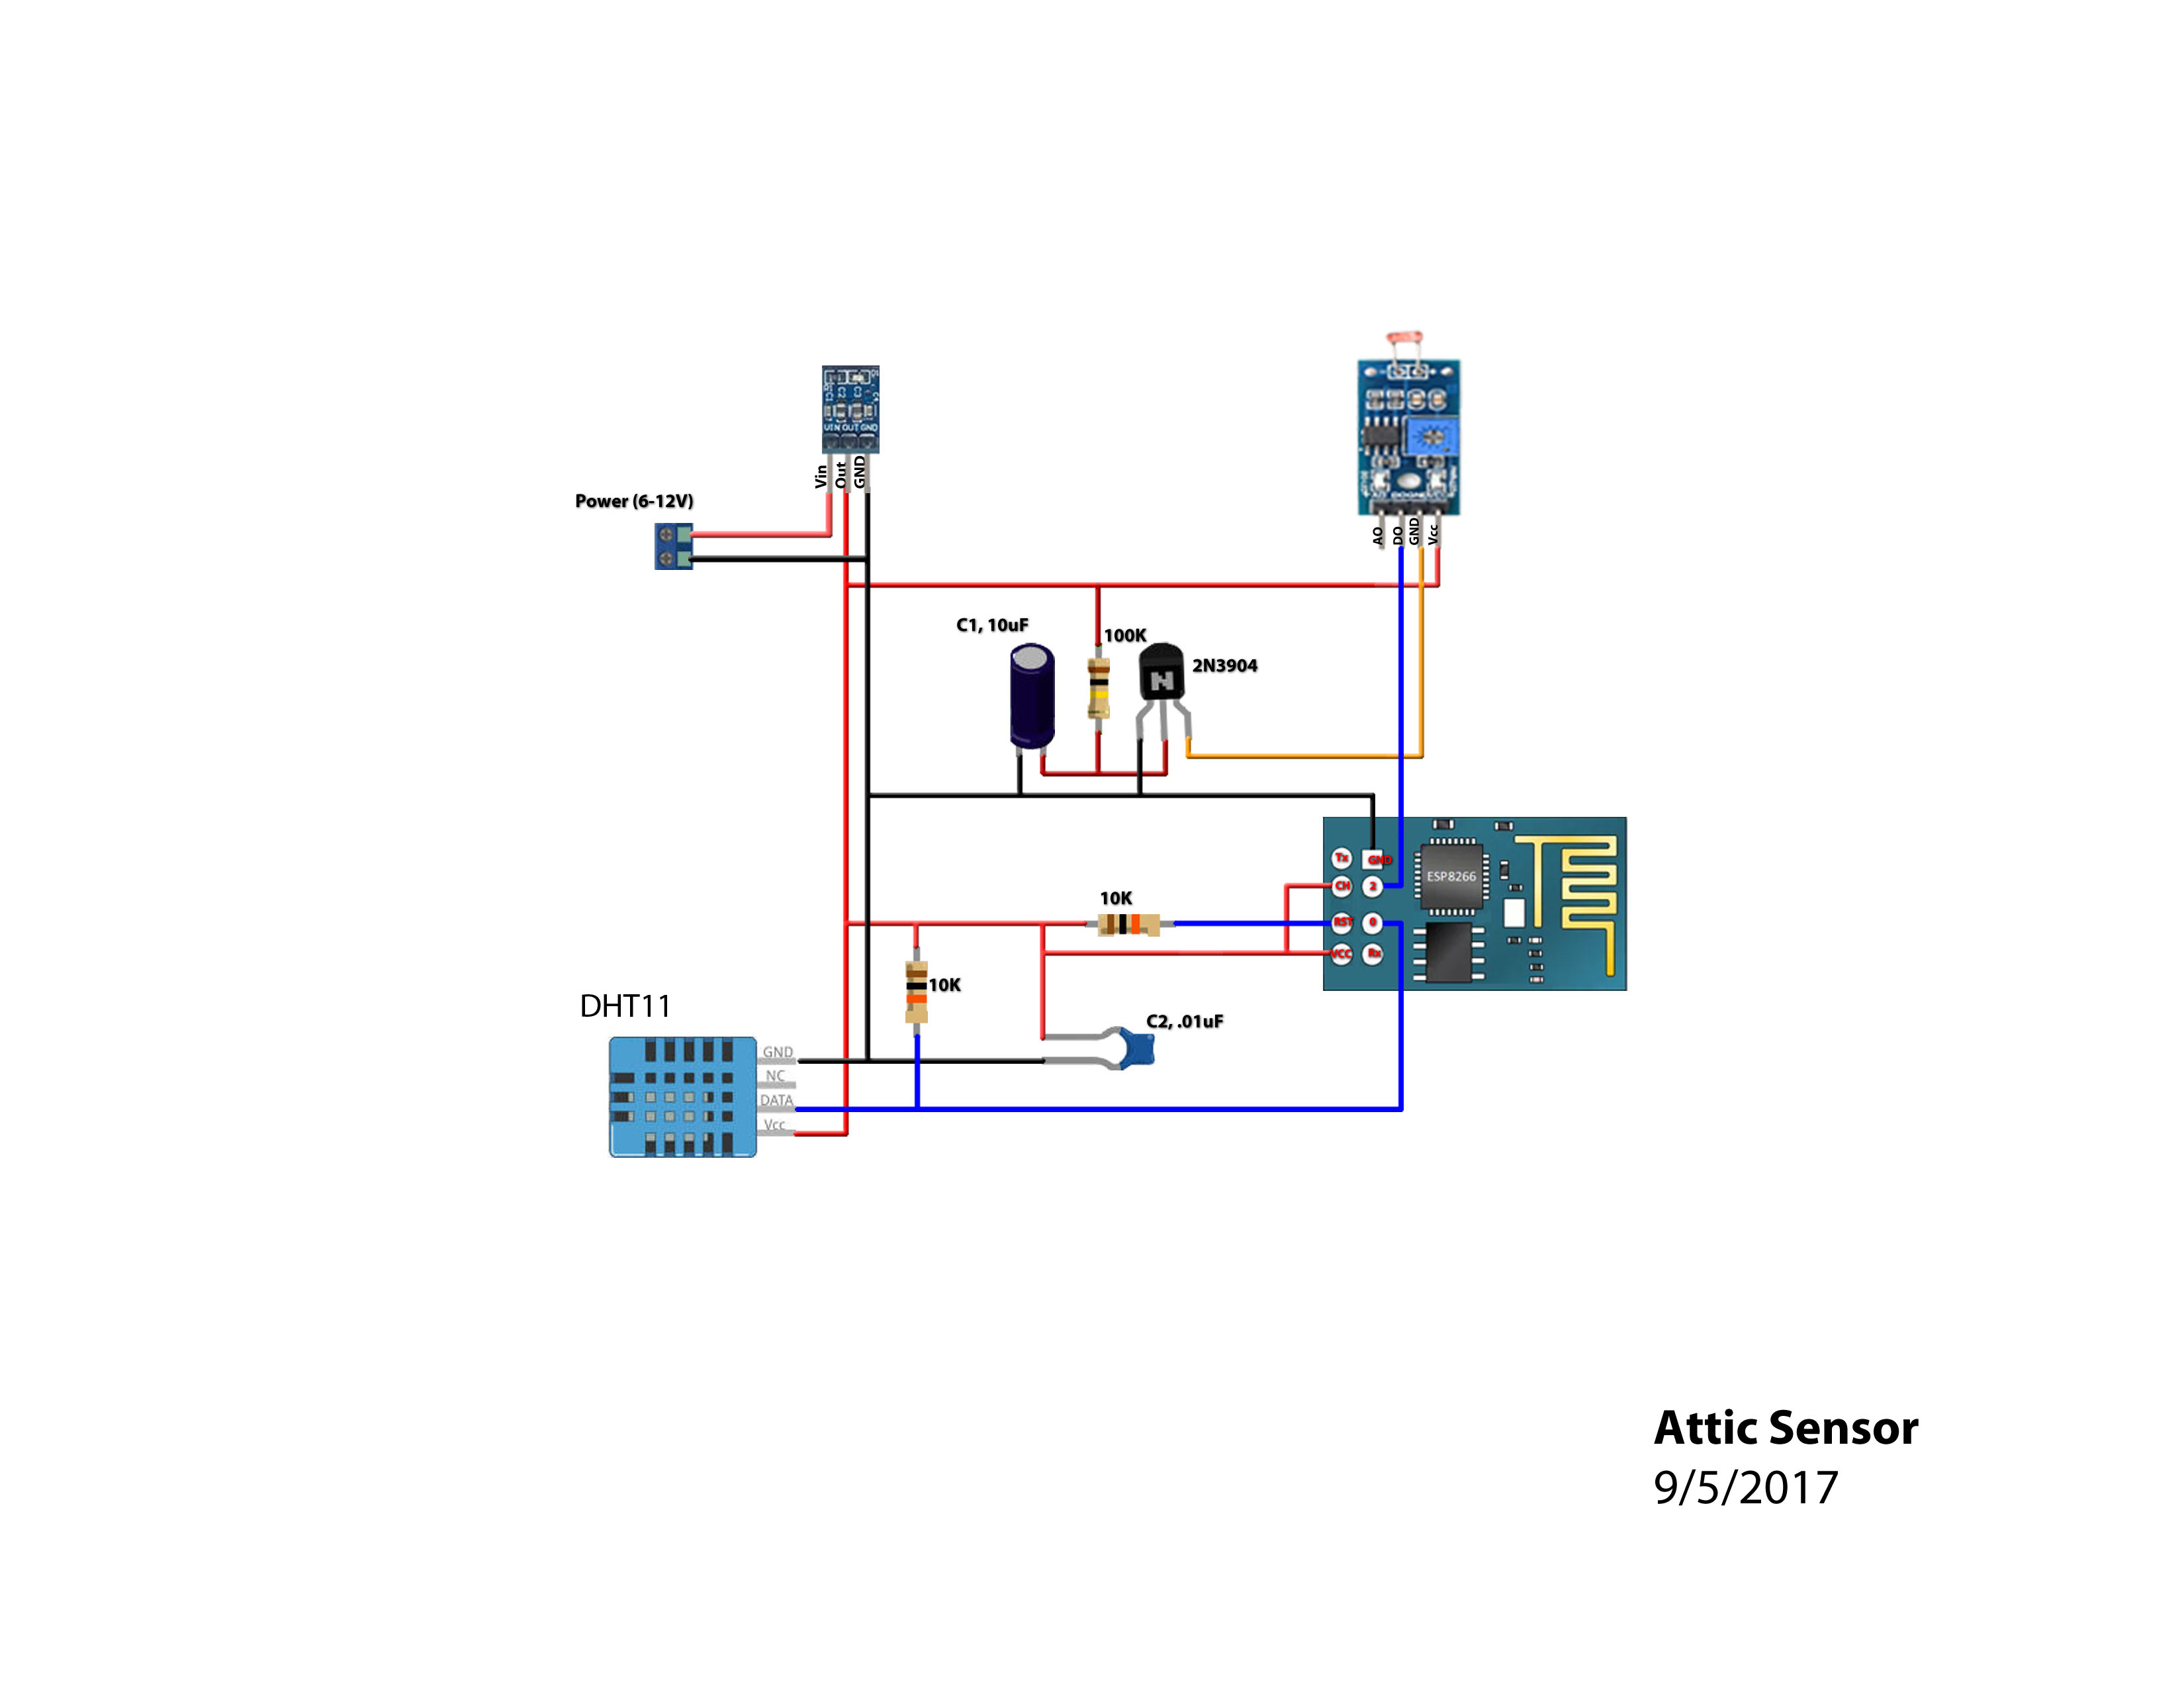 VIN OUT GND
Vin
Out
GND
Power (6-12V)
AO
DO
GND
Vcc
C1, 10uF
100K
2N3904
N
Tx
GND
ESP8266
CH
2
10K
RST
0
VCC
Rx
10K
DHT11
C2, .01uF
GND
NC
DATA
Vcc
Attic Sensor
9/5/2017